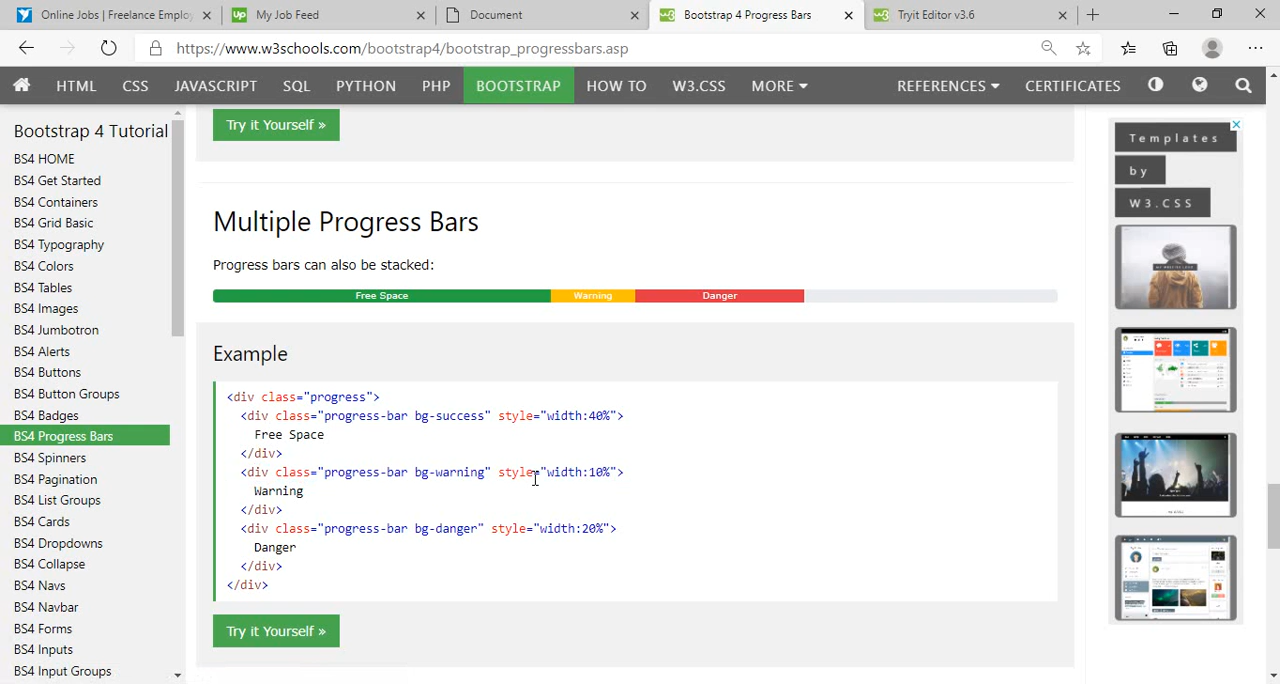 Online Jobs | Freelance Emplo
My Job Feed
Document
Bootstrap 4 Progress Bars
Tryit Editor v3.6
https://www.w3schools.com/bootstrap4/bootstrap_progressbars.asp
HTML CSS JAVASCRIPT SQL PYTHON PHP BOOTSTRAP HOW TO W3.CSS MORE REFERENCES CERTIFICATES
Bootstrap 4 Tutorial
BS4 HOME
BS4 Get Started
BS4 Containers
BS4 Grid Basic
BS4 Typography
BS4 Colors
BS4 Tables
BS4 Images
BS4 Jumbotron
BS4 Alerts
BS4 Buttons
BS4 Button Groups
BS4 Badges
BS4 Progress Bars
BS4 Spinners
BS4 Pagination
BS4 List Groups
BS4 Cards
BS4 Dropdowns
BS4 Collapse
BS4 Navs
BS4 Navbar
BS4 Forms
BS4 Inputs
BS4 Input Groups
Try it Yourself »
Multiple Progress Bars
Progress bars can also be stacked:
Free Space Warning Danger
Example
<div class="progress">
<div class="progress-bar bg-success" style="width:40%">
Free Space
</div>
<div class="progress-bar bg-warning" style="width:10%">
Warning
</div>
<div class="progress-bar bg-danger" style="width:20%">
Danger
</div>
</div>
Try it Yourself »
Templates
by
W3.CSS